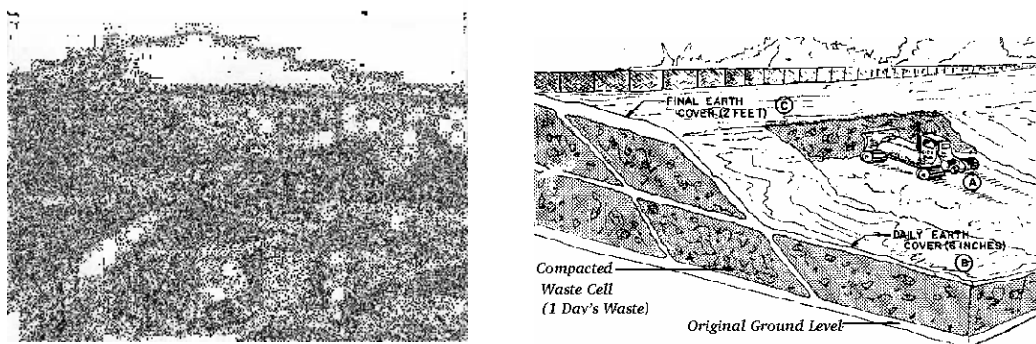 FINAL EARTH
COVER (2 FEET)
C
A
DAILY EARTH
COVER (6 INCHES)
B
Compacted
Waste Cell
(1 Day's Waste)
Original Ground Level